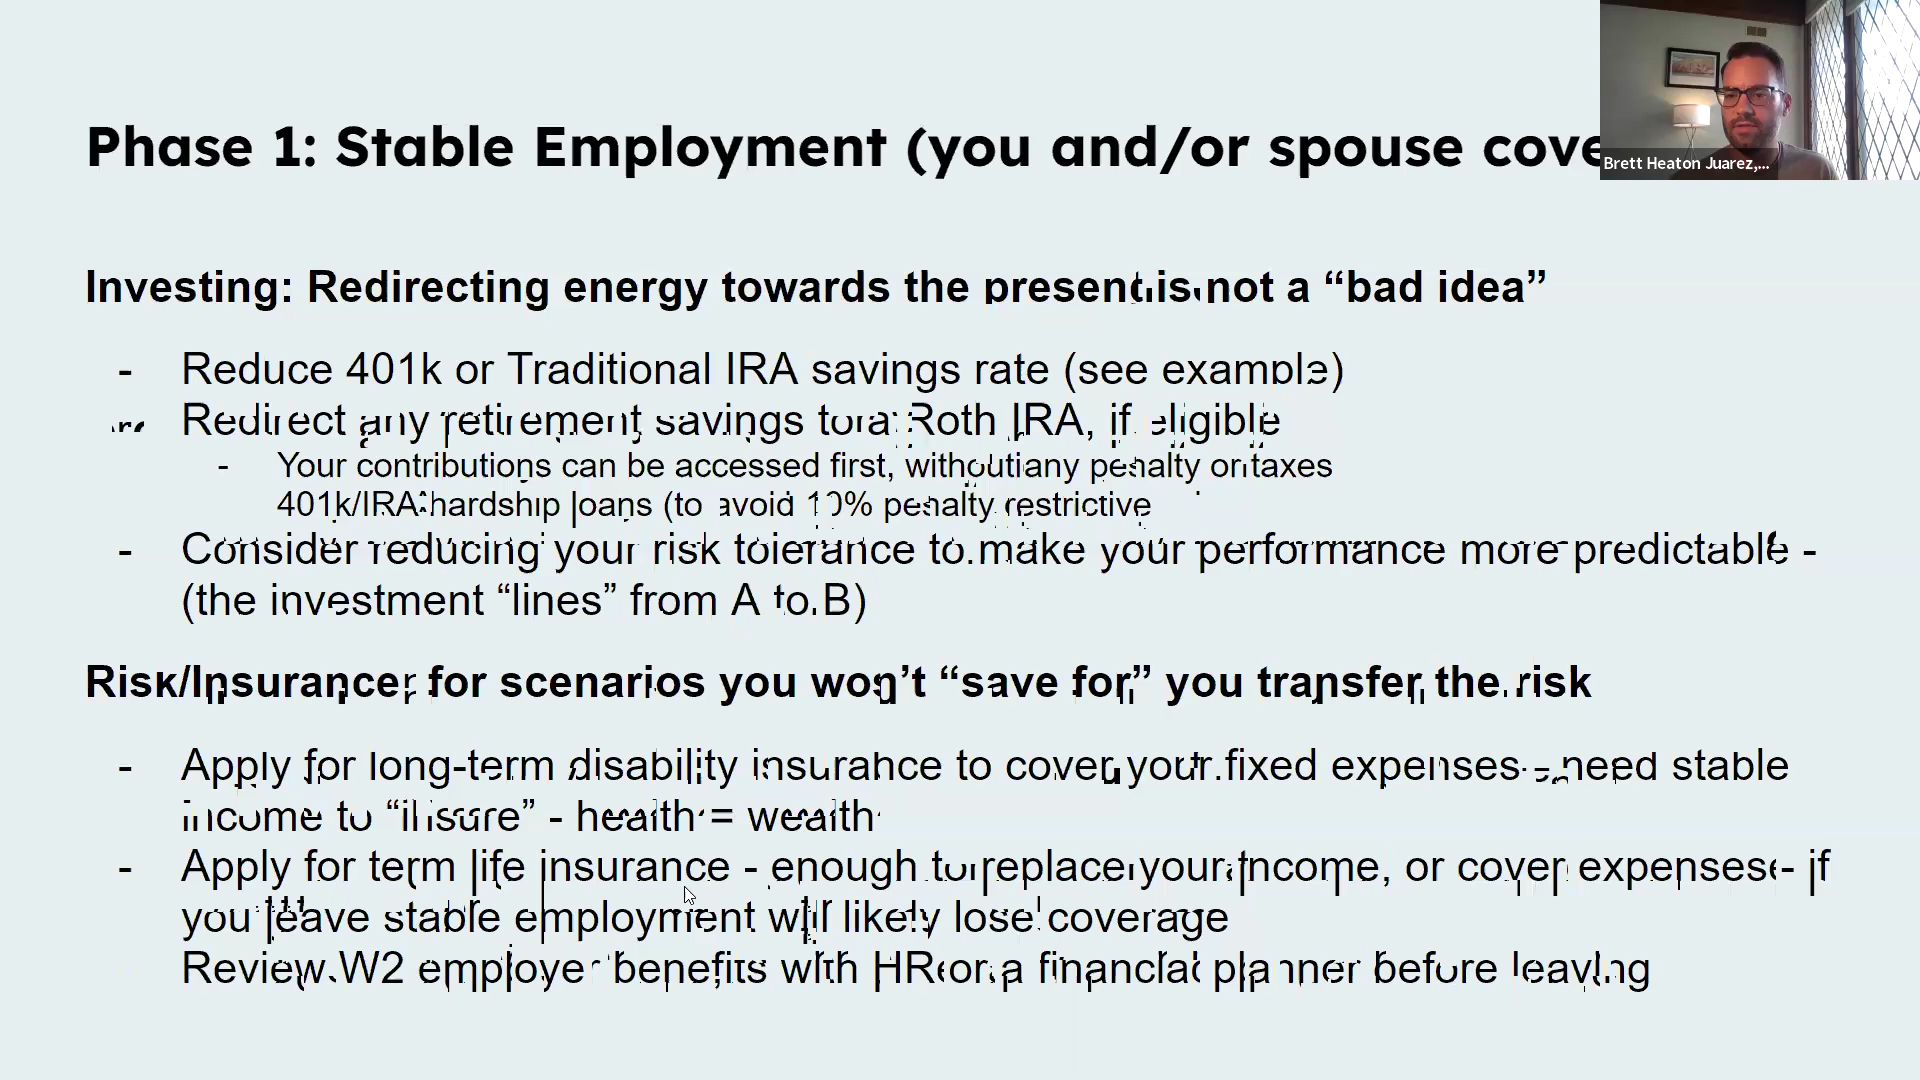 Phase 1: Stable Employment (you and/or spouse cove
Brett Heaton Juarez,...
Investing: Redirecting energy towards the present is not a “bad idea”
- Reduce 401k or Traditional IRA savings rate (see example)
Redirect any retirement savings to a Roth IRA, if eligible
- Your contributions can be accessed first, without any penalty or taxes
401k/IRA hardship loans (to avoid 10% penalty restrictive
- Consider reducing your risk tolerance to make your performance more predictable -
(the investment “lines” from A to B)
Risk/Insurance: for scenarios you won’t “save for” you transfer the risk
- Apply for long-term disability insurance to cover your fixed expenses - need stable
income to “insure” - health = wealth
- Apply for term life insurance - enough to replace your income, or cover expenses - if
you leave stable employment will likely lose coverage
Review W2 employer benefits with HR or a financial planner before leaving